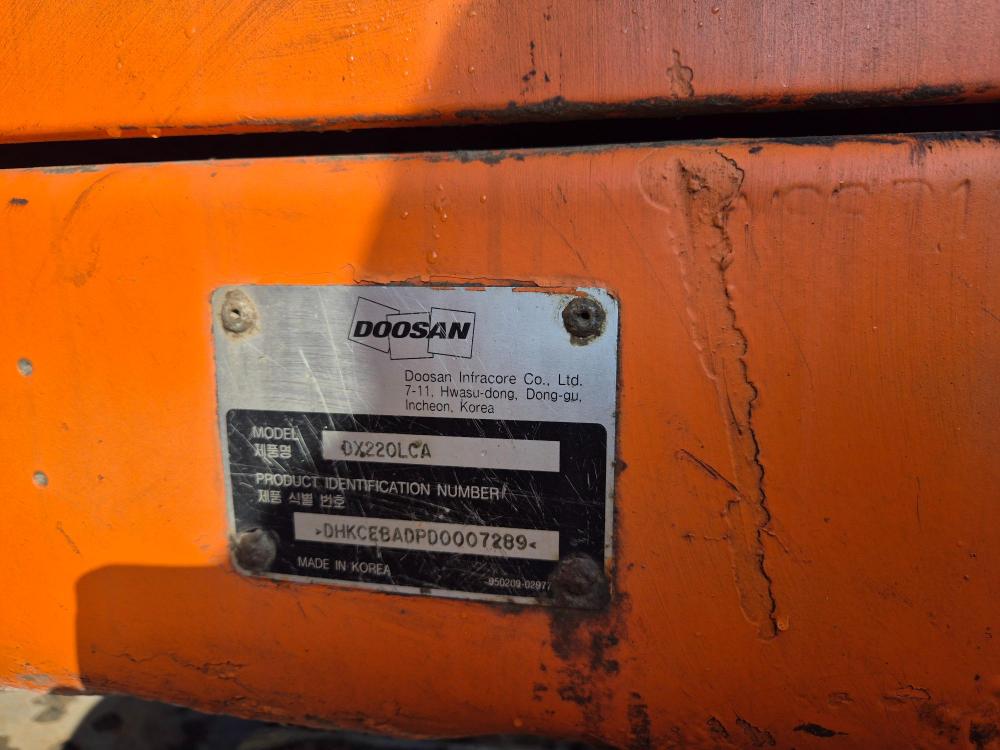 DOOSAN
Doosan Infracore Co., Ltd.
7-11, Hwasu-dong, Dong-gu,
Incheon, Korea
MODEL
제품명
DX220LCA
PRODUCT IDENTIFICATION NUMBER
제품 식별 번호
>DHKCEBADPD0007289<
MADE IN KOREA
950209-02977